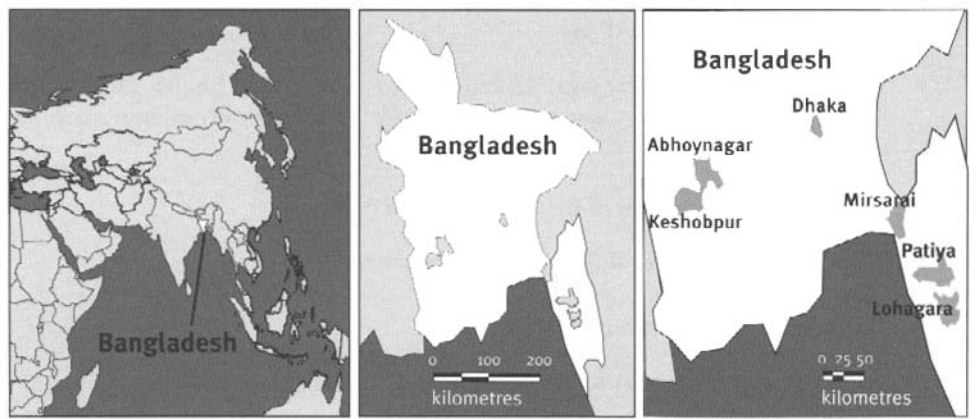 Bangladesh
Bangladesh
0 100 200
kilometres
Bangladesh
Dhaka
Abhoynagar
Keshobpur
Mirsarai
Patiya
Lohagara
0 25 50
kilometres